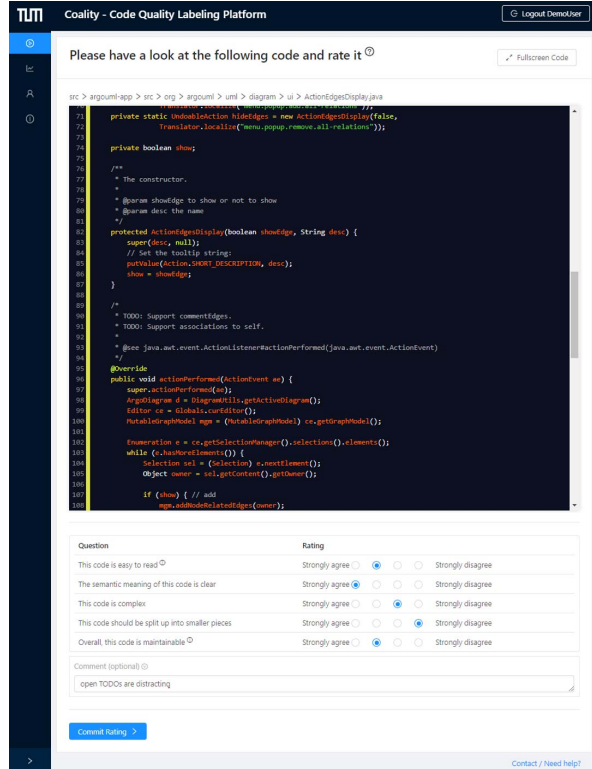 TUM Coality - Code Quality Labeling Platform Logout DemoUser
Please have a look at the following code and rate it Fullscreen Code
src > argouml-app > src > org > argouml > uml > diagram > ui > ActionEdgesDisplay.java
70 Translator.localize("menu.popup.add.all-relations"));
71 private static UndoableAction hideEdges = new ActionEdgesDisplay(false,
72 Translator.localize("menu.popup.remove.all-relations"));
73
74 private boolean show;
75
76 /**
77 * The constructor.
78 *
79 * @param showEdge to show or not to show
80 * @param desc the name
81 */
82 protected ActionEdgesDisplay(boolean showEdge, String desc) {
83 super(desc, null);
84 // Set the tooltip string:
85 putValue(Action.SHORT_DESCRIPTION, desc);
86 show = showEdge;
87 }
88
89 /*
90 * TODO: Support commentEdges.
91 * TODO: Support associations to self.
92 *
93 * @see java.awt.event.ActionListener#actionPerformed(java.awt.event.ActionEvent)
94 */
95 @Override
96 public void actionPerformed(ActionEvent ae) {
97 super.actionPerformed(ae);
98 ArgoDiagram d = DiagramUtils.getActiveDiagram();
99 Editor ce = Globals.curEditor();
100 MutableGraphModel mgm = (MutableGraphModel) ce.getGraphModel();
101
102 Enumeration e = ce.getSelectionManager().selections().elements();
103 while (e.hasMoreElements()) {
104 Selection sel = (Selection) e.nextElement();
105 Object owner = sel.getContent().getOwner();
106
107 if (show) { // add
108 mgm.addNodeRelatedEdges(owner);
Question Rating
This code is easy to read Strongly agree Strongly disagree
The semantic meaning of this code is clear Strongly agree Strongly disagree
This code is complex Strongly agree Strongly disagree
This code should be split up into smaller pieces Strongly agree Strongly disagree
Overall, this code is maintainable Strongly agree Strongly disagree
Comment (optional)
open TODOs are distracting
Commit Rating >
Contact / Need help?